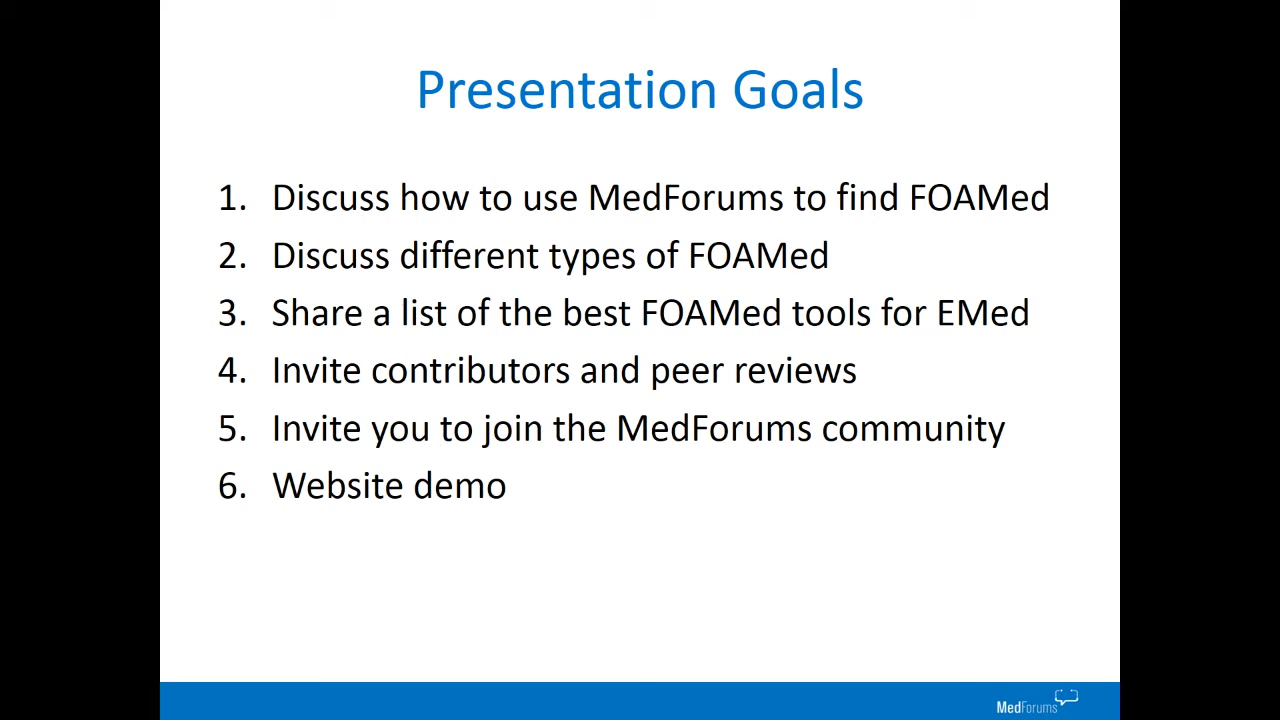 Presentation Goals
1. Discuss how to use MedForums to find FOAMed
2. Discuss different types of FOAMed
3. Share a list of the best FOAMed tools for EMed
4. Invite contributors and peer reviews
5. Invite you to join the MedForums community
6. Website demo
MedForums